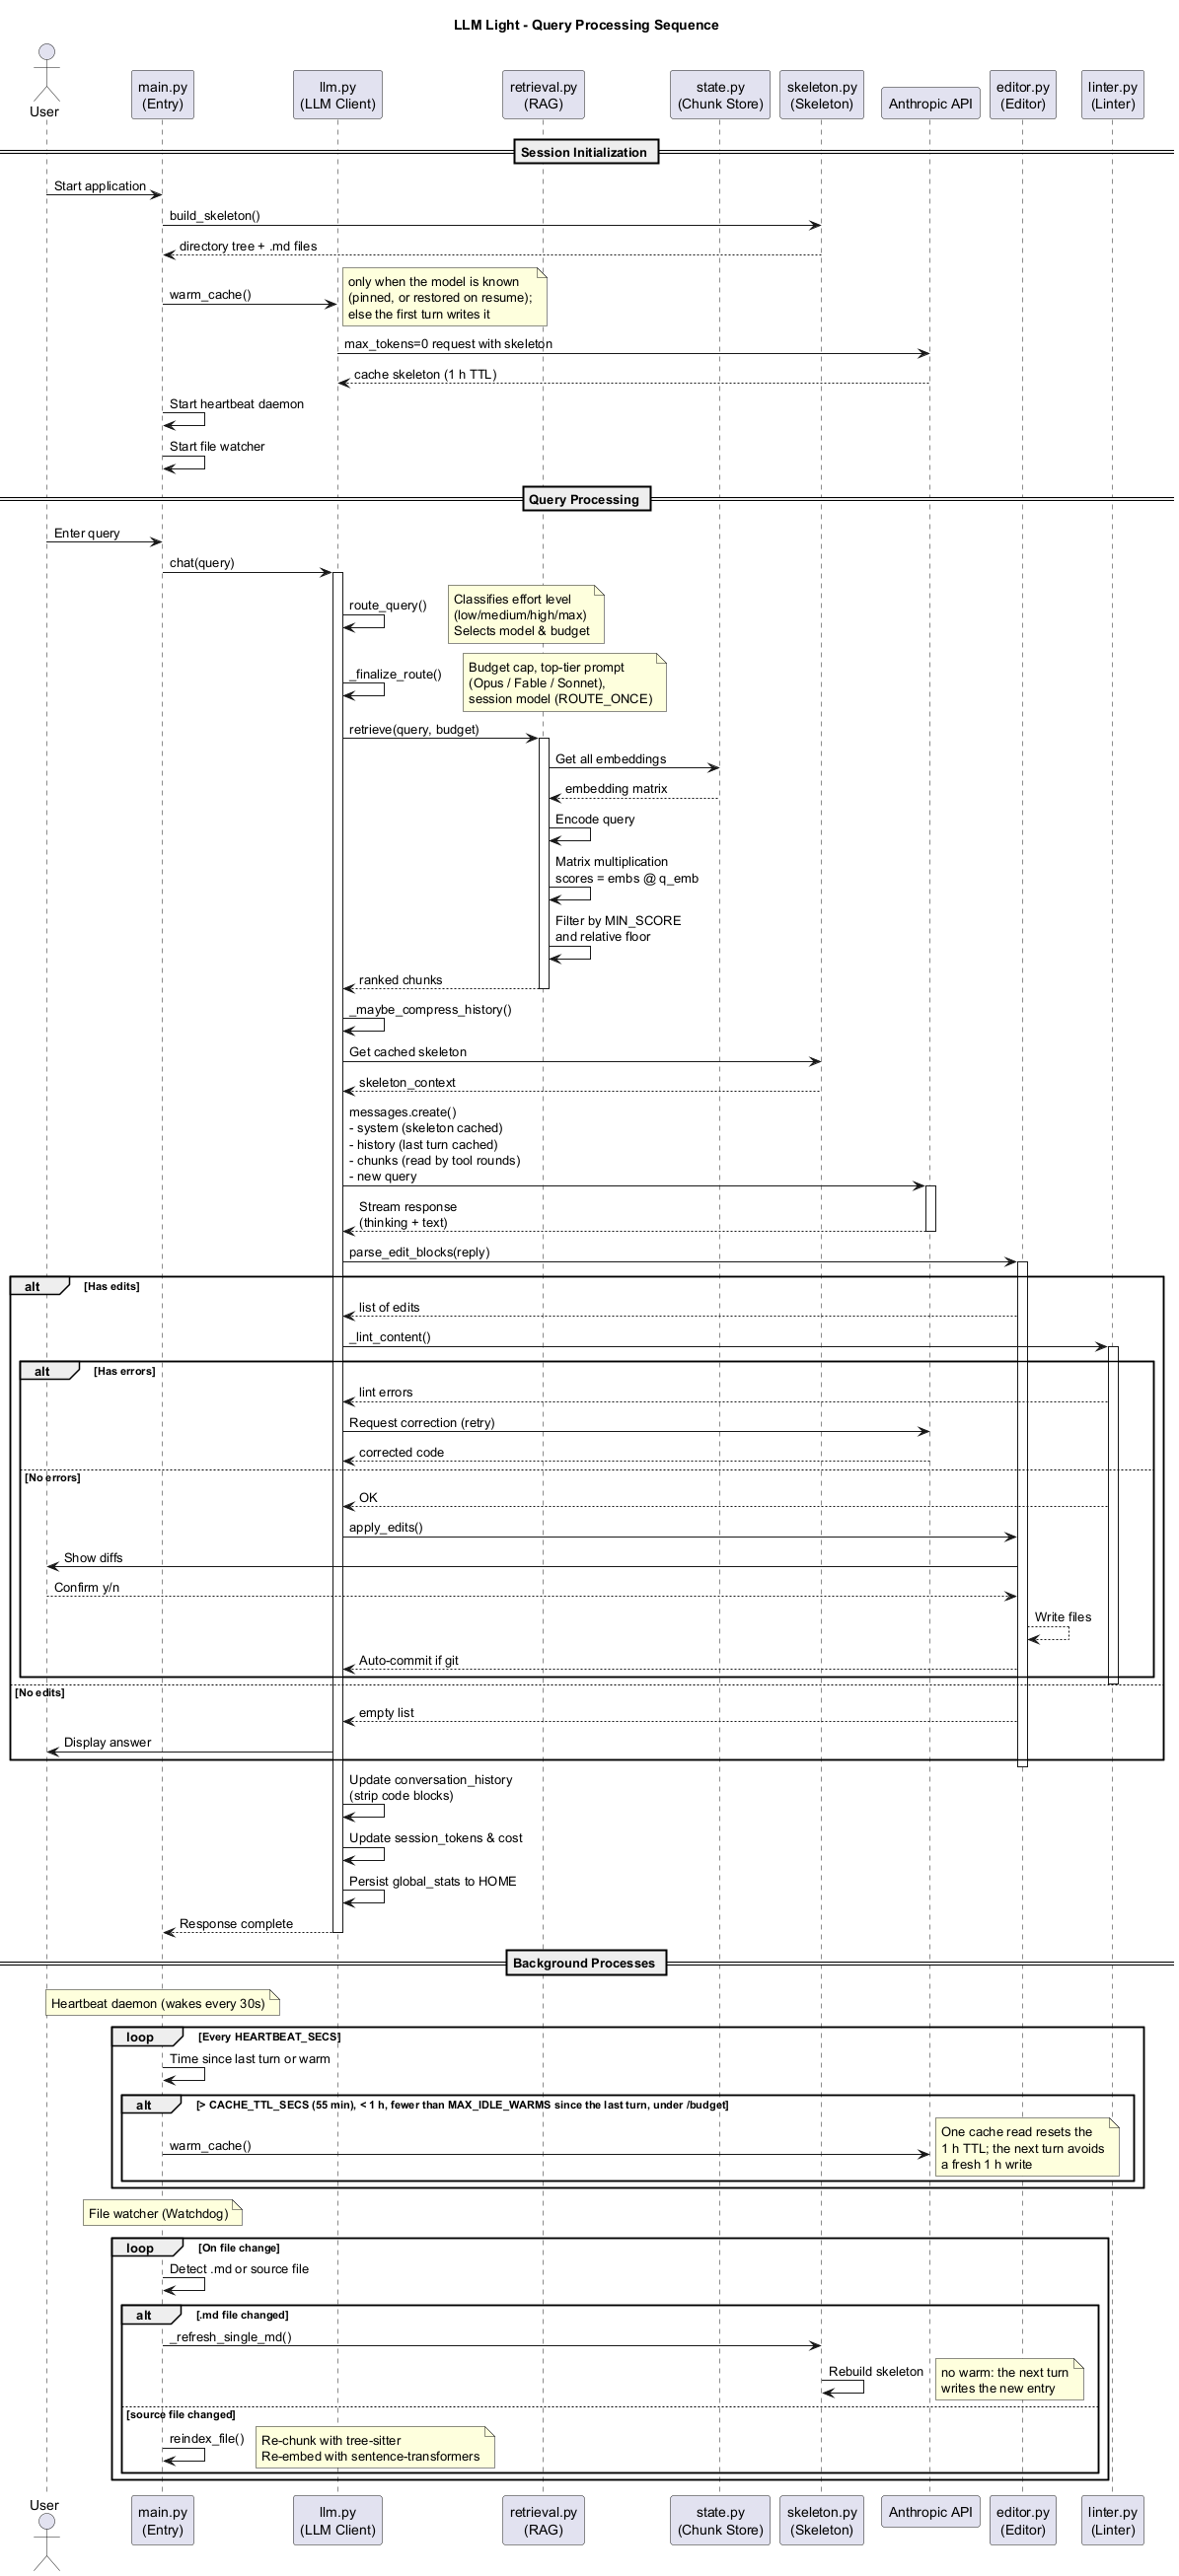 LLM Light - Query Processing Sequence
User
main.py
(Entry)
llm.py
(LLM Client)
retrieval.py
(RAG)
state.py
(Chunk Store)
skeleton.py
(Skeleton)
Anthropic API
editor.py
(Editor)
linter.py
(Linter)
Session Initialization
Start application
build_skeleton()
directory tree + .md files
warm_cache()
only when the model is known
(pinned, or restored on resume);
else the first turn writes it
max_tokens=0 request with skeleton
cache skeleton (1 h TTL)
Start heartbeat daemon
Start file watcher
Query Processing
Enter query
chat(query)
route_query()
Classifies effort level
(low/medium/high/max)
Selects model & budget
_finalize_route()
Budget cap, top-tier prompt
(Opus / Fable / Sonnet),
session model (ROUTE_ONCE)
retrieve(query, budget)
Get all embeddings
embedding matrix
Encode query
Matrix multiplication
scores = embs @ q_emb
Filter by MIN_SCORE
and relative floor
ranked chunks
_maybe_compress_history()
Get cached skeleton
skeleton_context
messages.create()
- system (skeleton cached)
- history (last turn cached)
- chunks (read by tool rounds)
- new query
Stream response
(thinking + text)
parse_edit_blocks(reply)
alt [Has edits]
list of edits
_lint_content()
alt [Has errors]
lint errors
Request correction (retry)
corrected code
[No errors]
OK
apply_edits()
Show diffs
Confirm y/n
Write files
Auto-commit if git
[No edits]
empty list
Display answer
Update conversation_history
(strip code blocks)
Update session_tokens & cost
Persist global_stats to HOME
Response complete
Background Processes
Heartbeat daemon (wakes every 30s)
loop [Every HEARTBEAT_SECS]
Time since last turn or warm
alt [> CACHE_TTL_SECS (55 min), < 1 h, fewer than MAX_IDLE_WARMS since the last turn, under /budget]
warm_cache()
One cache read resets the
1 h TTL; the next turn avoids
a fresh 1 h write
File watcher (Watchdog)
loop [On file change]
Detect .md or source file
alt [.md file changed]
_refresh_single_md()
Rebuild skeleton
no warm: the next turn
writes the new entry
[source file changed]
reindex_file()
Re-chunk with tree-sitter
Re-embed with sentence-transformers
User
main.py
(Entry)
llm.py
(LLM Client)
retrieval.py
(RAG)
state.py
(Chunk Store)
skeleton.py
(Skeleton)
Anthropic API
editor.py
(Editor)
linter.py
(Linter)